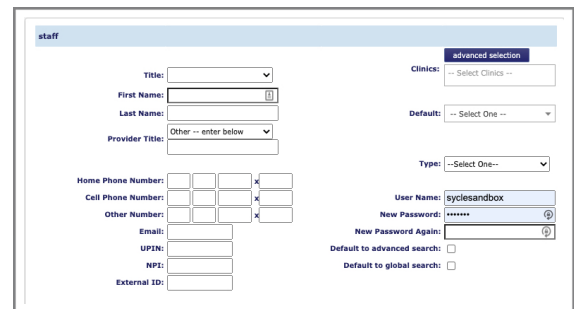 staff
advanced selection
Clinics: -- Select Clinics --
Title:
First Name:
Last Name:
Default: -- Select One --
Provider Title: Other -- enter below
Type: --Select One--
Home Phone Number: x
Cell Phone Number: x
User Name: syclesandbox
Other Number: x
New Password: •••••••
Email:
New Password Again:
UPIN:
Default to advanced search:
NPI:
Default to global search:
External ID: